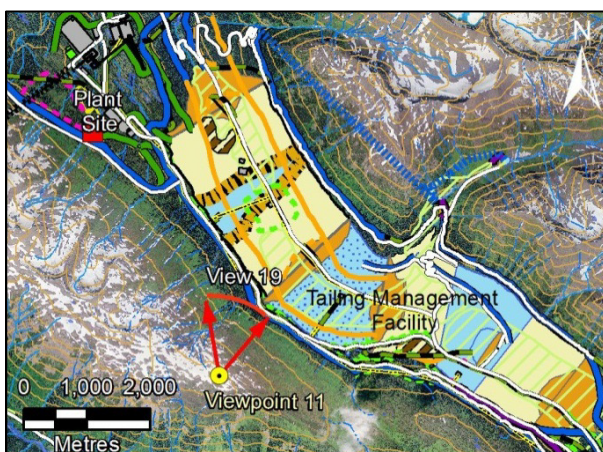 N
Plant
Site
View 19
Tailing Management
Facility
0 1,000 2,000
Viewpoint 11
Metres